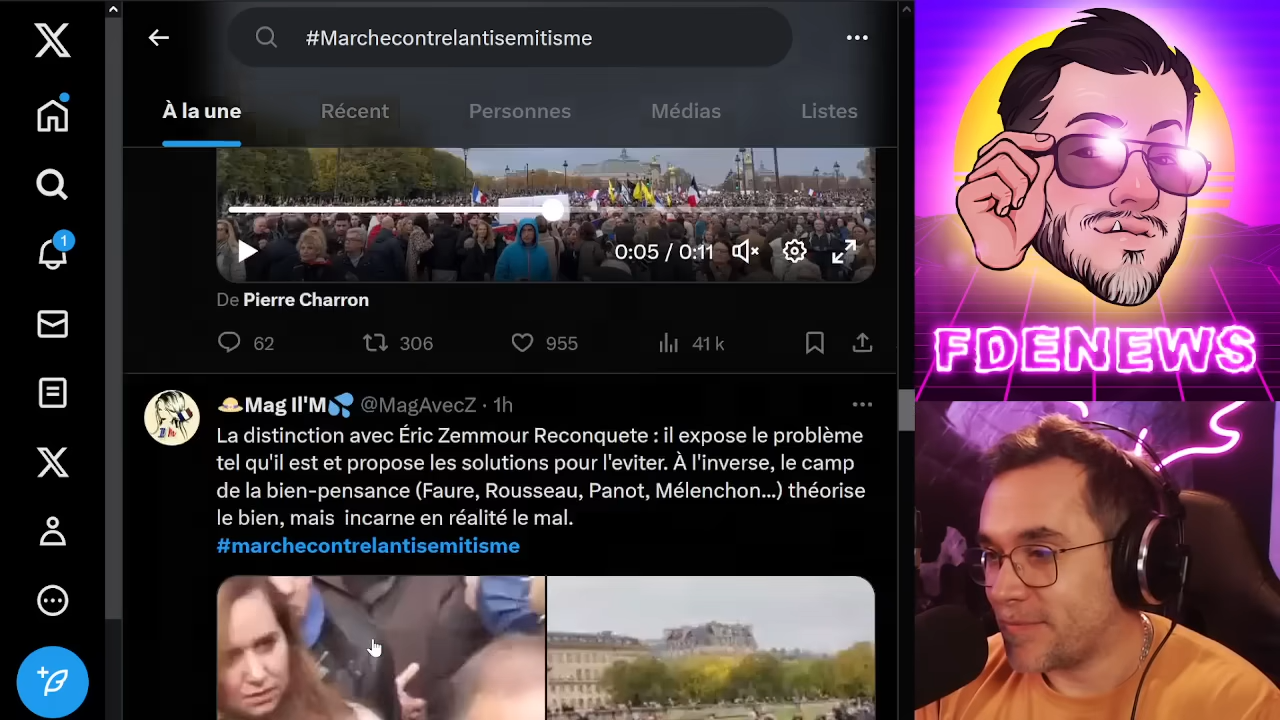 #Marchecontrelantisemitisme
À la une
Récent
Personnes
Médias
Listes
0:05 / 0:11
De Pierre Charron
62
306
955
41 k
Mag Il'M @MagAvecZ · 1h
La distinction avec Éric Zemmour Reconquete : il expose le problème
tel qu'il est et propose les solutions pour l'eviter. À l'inverse, le camp
de la bien-pensance (Faure, Rousseau, Panot, Mélenchon...) théorise
le bien, mais incarne en réalité le mal.
#marchecontrelantisemitisme
1
FDENEWS